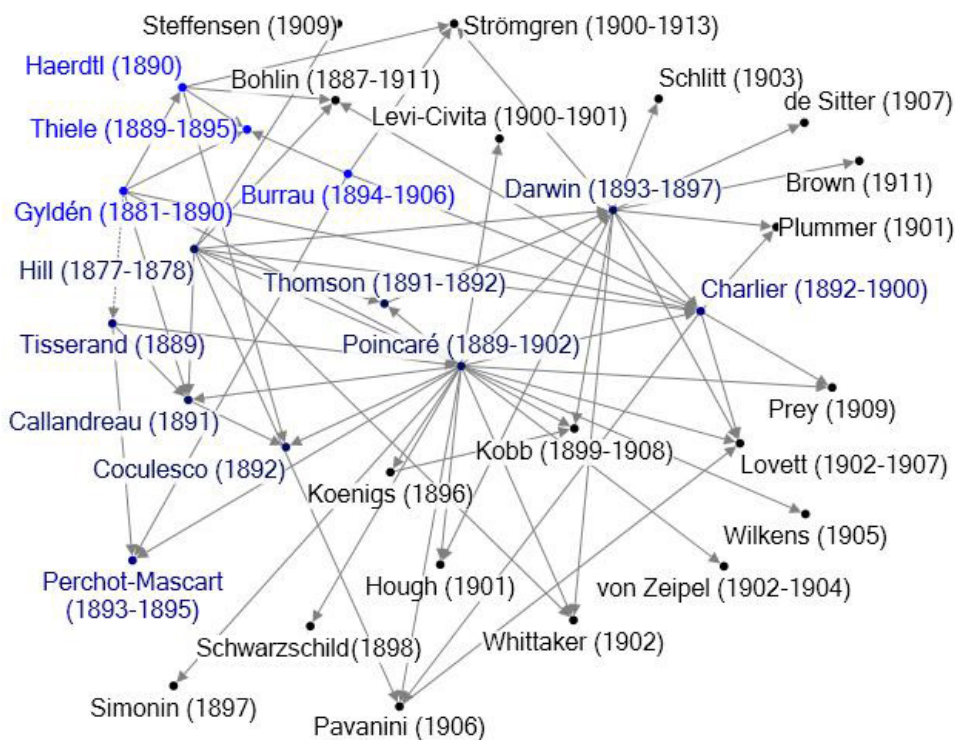 Steffensen (1909)
Strömgren (1900-1913)
Haerdtl (1890)
Bohlin (1887-1911)
Schlitt (1903)
de Sitter (1907)
Levi-Civita (1900-1901)
Thiele (1889-1895)
Brown (1911)
Darwin (1893-1897)
Burrau (1894-1906)
Gyldén (1881-1890)
Plummer (1901)
Hill (1877-1878)
Thomson (1891-1892)
Charlier (1892-1900)
Tisserand (1889)
Poincaré (1889-1902)
Prey (1909)
Callandreau (1891)
Kobb (1899-1908)
Lovett (1902-1907)
Coculesco (1892)
Koenigs (1896)
Wilkens (1905)
Perchot-Mascart
(1893-1895)
Hough (1901)
von Zeipel (1902-1904)
Schwarzschild(1898)
Whittaker (1902)
Simonin (1897)
Pavanini (1906)